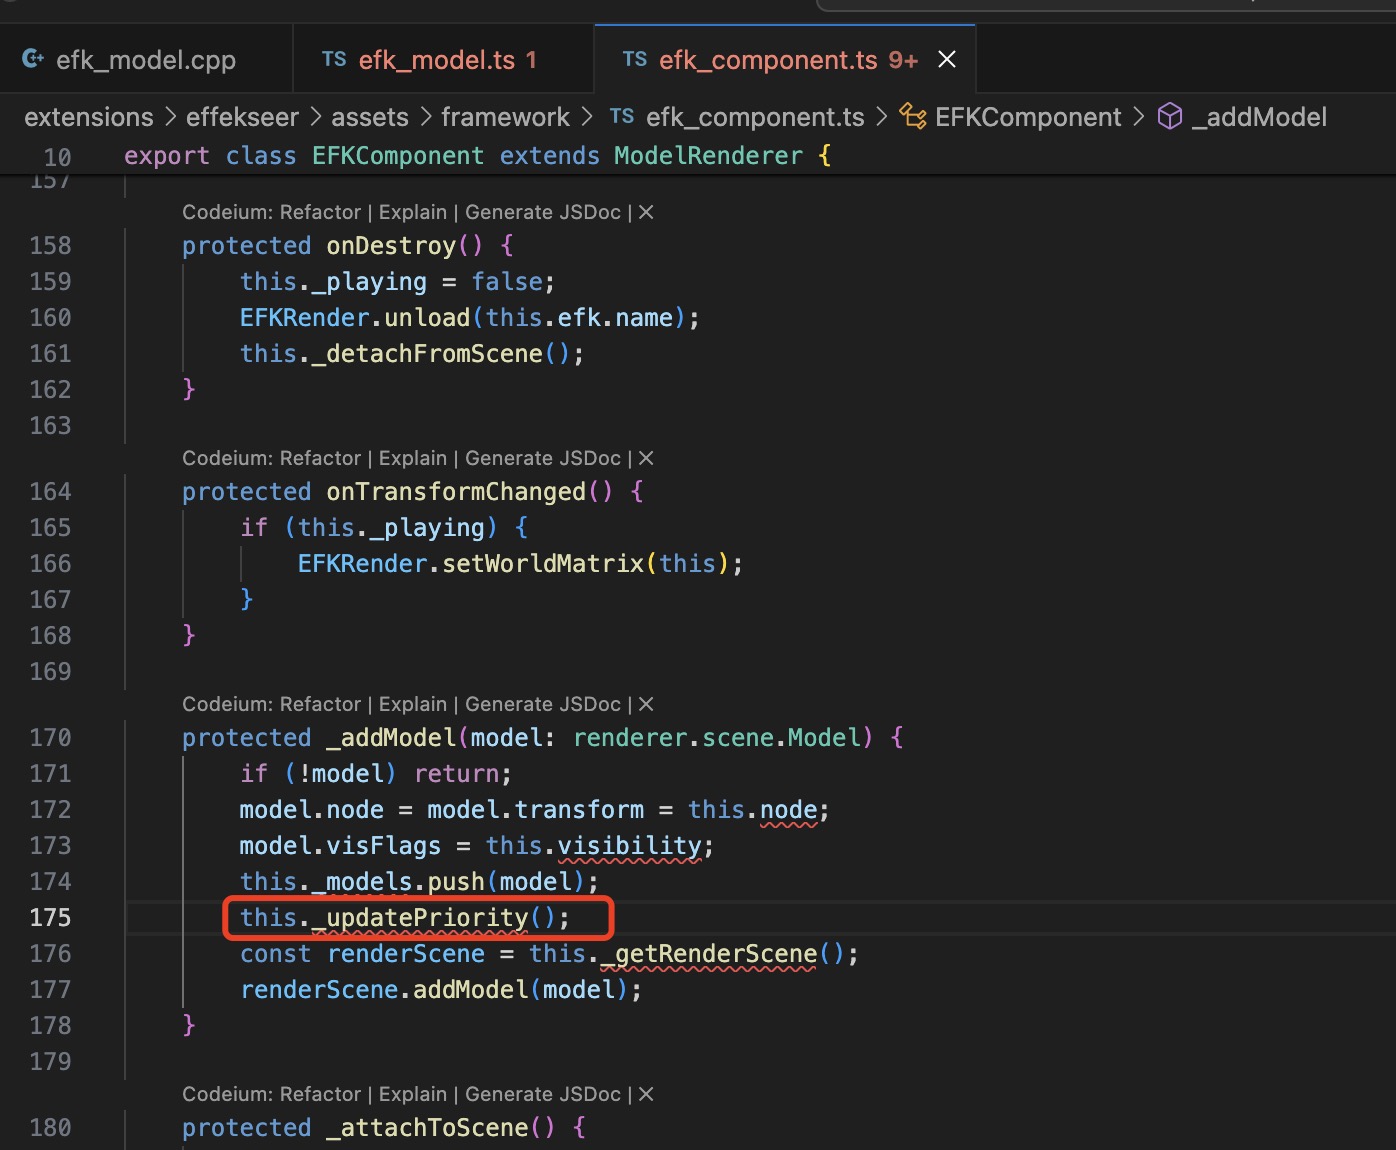 efk_model.cpp TS efk_model.ts 1 TS efk_component.ts 9+
extensions > effekseer > assets > framework > TS efk_component.ts > EFKComponent > _addModel
10 export class EFKComponent extends ModelRenderer {
157
Codeium: Refactor | Explain | Generate JSDoc | X
158 protected onDestroy() {
159 this._playing = false;
160 EFKRender.unload(this.efk.name);
161 this._detachFromScene();
162 }
163
Codeium: Refactor | Explain | Generate JSDoc | X
164 protected onTransformChanged() {
165 if (this._playing) {
166 EFKRender.setWorldMatrix(this);
167 }
168 }
169
Codeium: Refactor | Explain | Generate JSDoc | X
170 protected _addModel(model: renderer.scene.Model) {
171 if (!model) return;
172 model.node = model.transform = this.node;
173 model.visFlags = this.visibility;
174 this._models.push(model);
175 this._updatePriority();
176 const renderScene = this._getRenderScene();
177 renderScene.addModel(model);
178 }
179
Codeium: Refactor | Explain | Generate JSDoc | X
180 protected _attachToScene() {